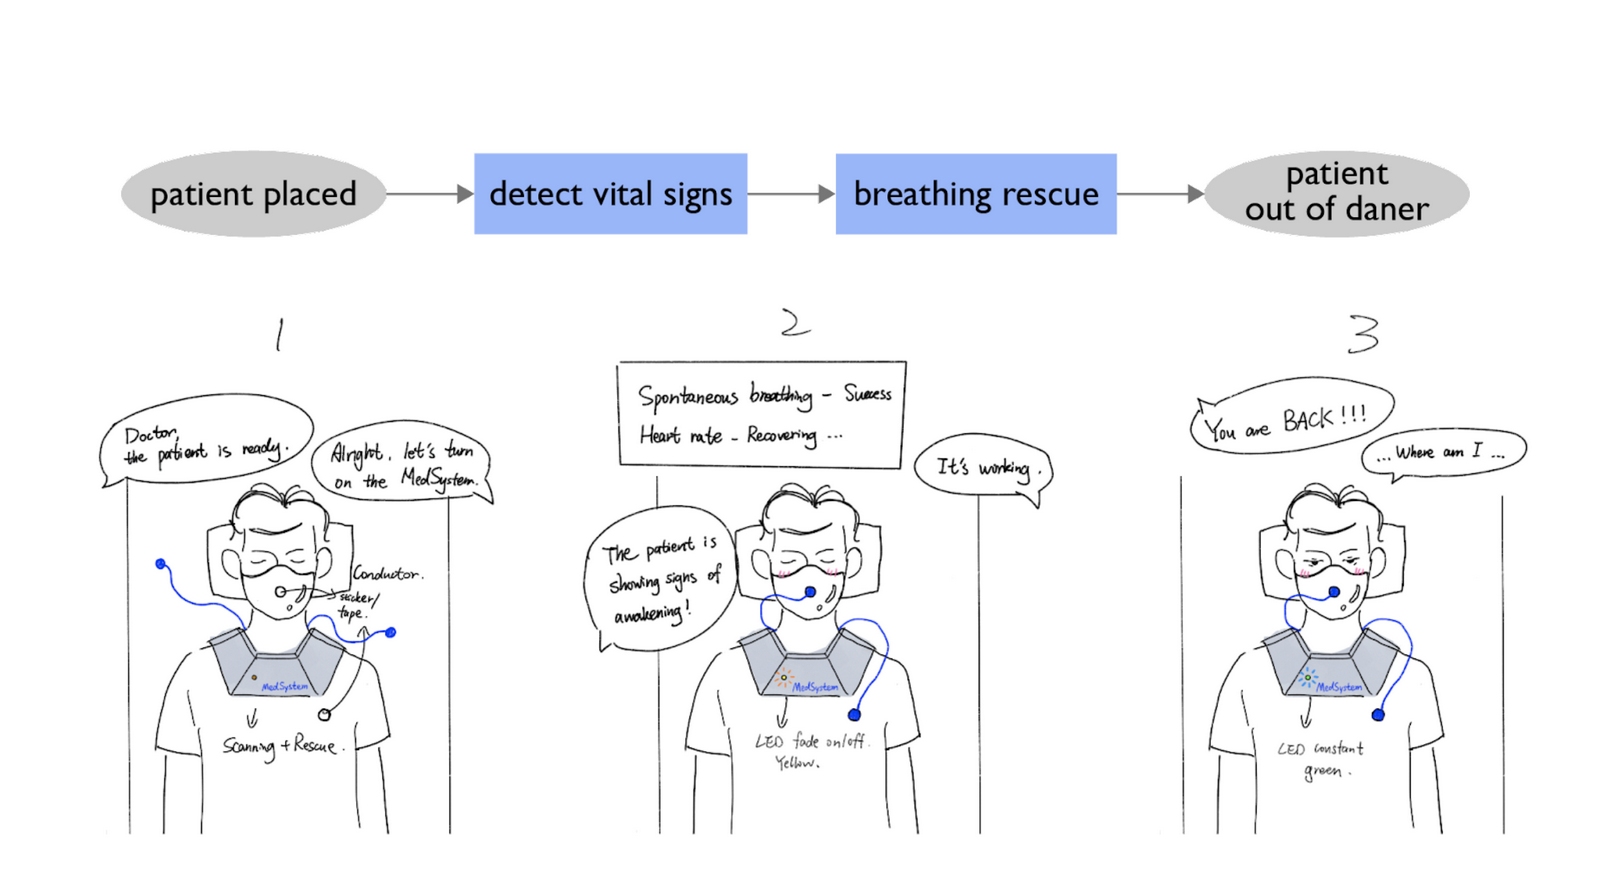 patient placed
detect vital signs
breathing rescue
patient
out of daner
1
2
3
Doctor,
the patient is ready.
Alright, let's turn
on the MedSystem.
Conductor.
sticker/
tape.
MedSystem
Scanning + Rescue.
Spontaneous breathing - Success
Heart rate - Recovering ...
It's working.
The patient is
showing signs of
awakening!
MedSystem
LED fade on/off.
Yellow.
You are BACK!!!
... Where am I ...
MedSystem
LED constant
green.